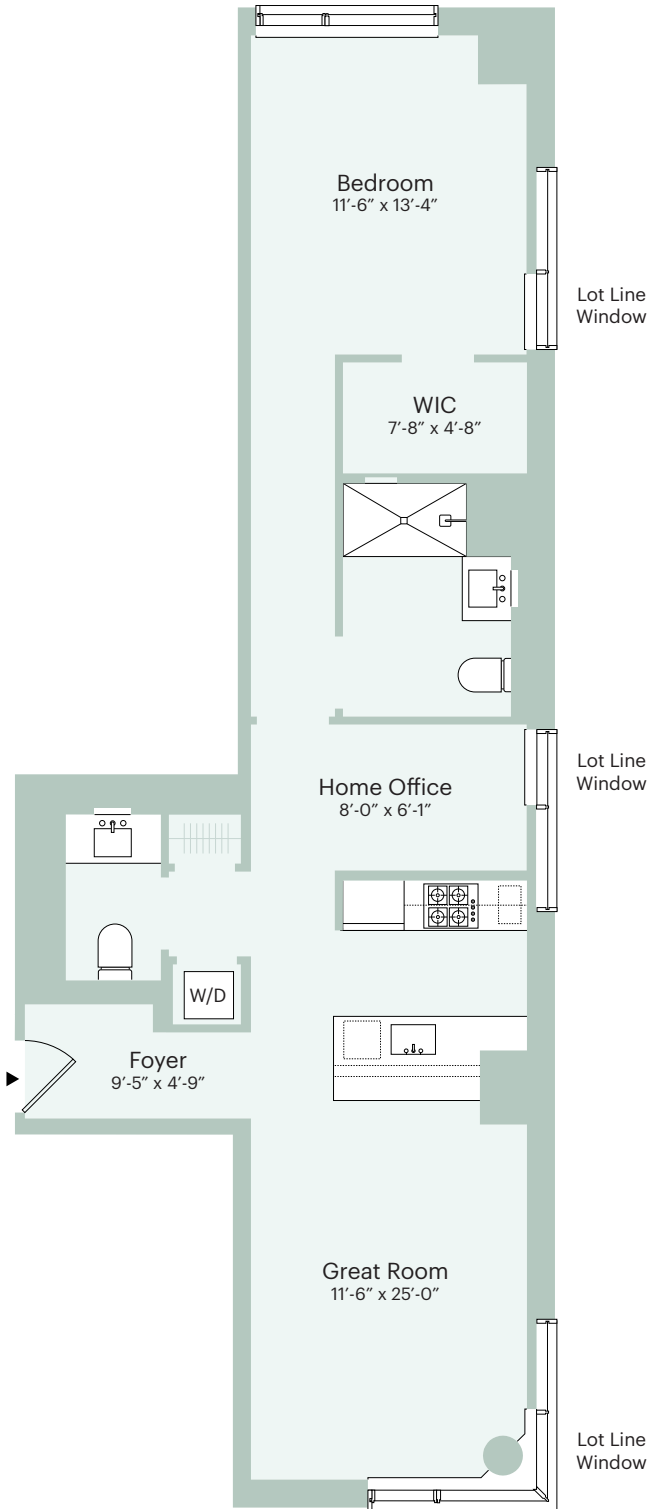 Bedroom
11′-6″ x 13′-4″
Lot Line
Window
WIC
7′-8″ x 4′-8″
Lot Line
Window
Home Office
8′-0″ x 6′-1″
W/D
Foyer
9′-5″ x 4′-9″
Great Room
11′-6″ x 25′-0″
Lot Line
Window